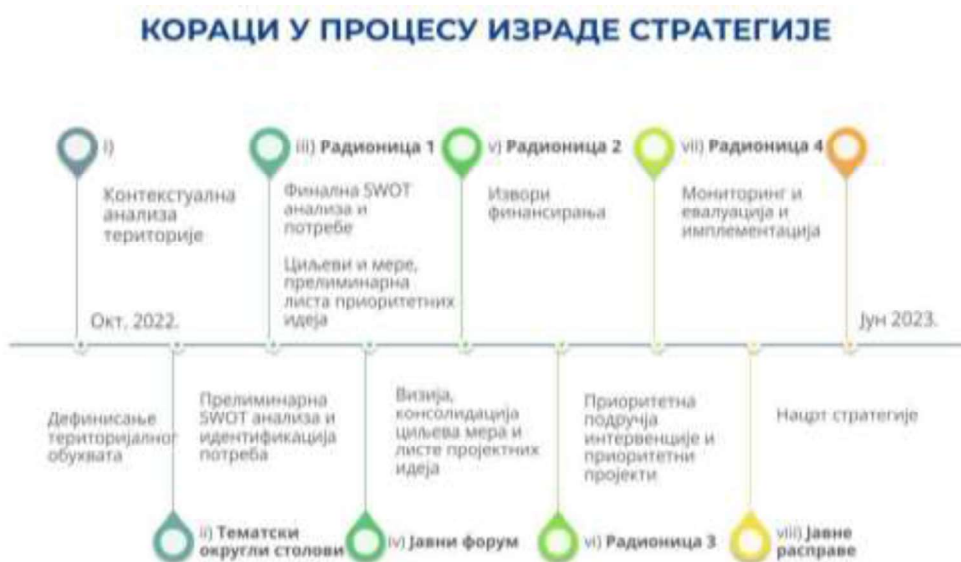 КОРАЦИ У ПРОЦЕСУ ИЗРАДЕ СТРАТЕГИЈЕ
i)
Контекстуална
анализа
територије
iii) Радионица 1
Финална SWOT
анализа и
потребе
Циљеви и мере,
прелиминарна
листа приоритетних
идеја
v) Радионица 2
Извори
финансирања
vii) Радионица 4
Мониторинг и
евалуација и
имплементација
Окт, 2022.
Јун 2023.
Дефинисање
територијалног
обухвата
Прелиминарна
SWOT анализа и
идентификација
потреба
Визија,
консолидација
циљева мера и
листе пројектних
идеја
Приоритетна
подручја
интервенције и
приоритетни
пројекти
Нацрт стратегије
ii) Тематски
округли столови
iv) Јавни форум
vi) Радионица 3
viii) Јавне
расправе